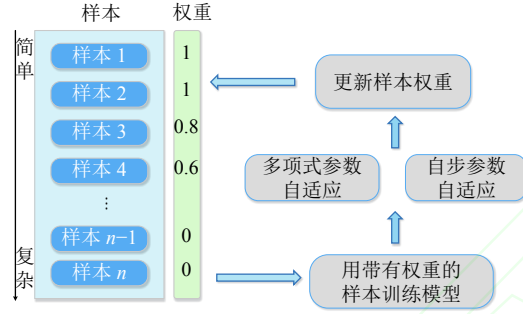 样本 权重
简单
样本 1 1
样本 2 1
样本 3 0.8
样本 4 0.6
⋮
样本 n−1 0
样本 n 0
复杂
更新样本权重
多项式参数
自适应
自步参数
自适应
用带有权重的
样本训练模型